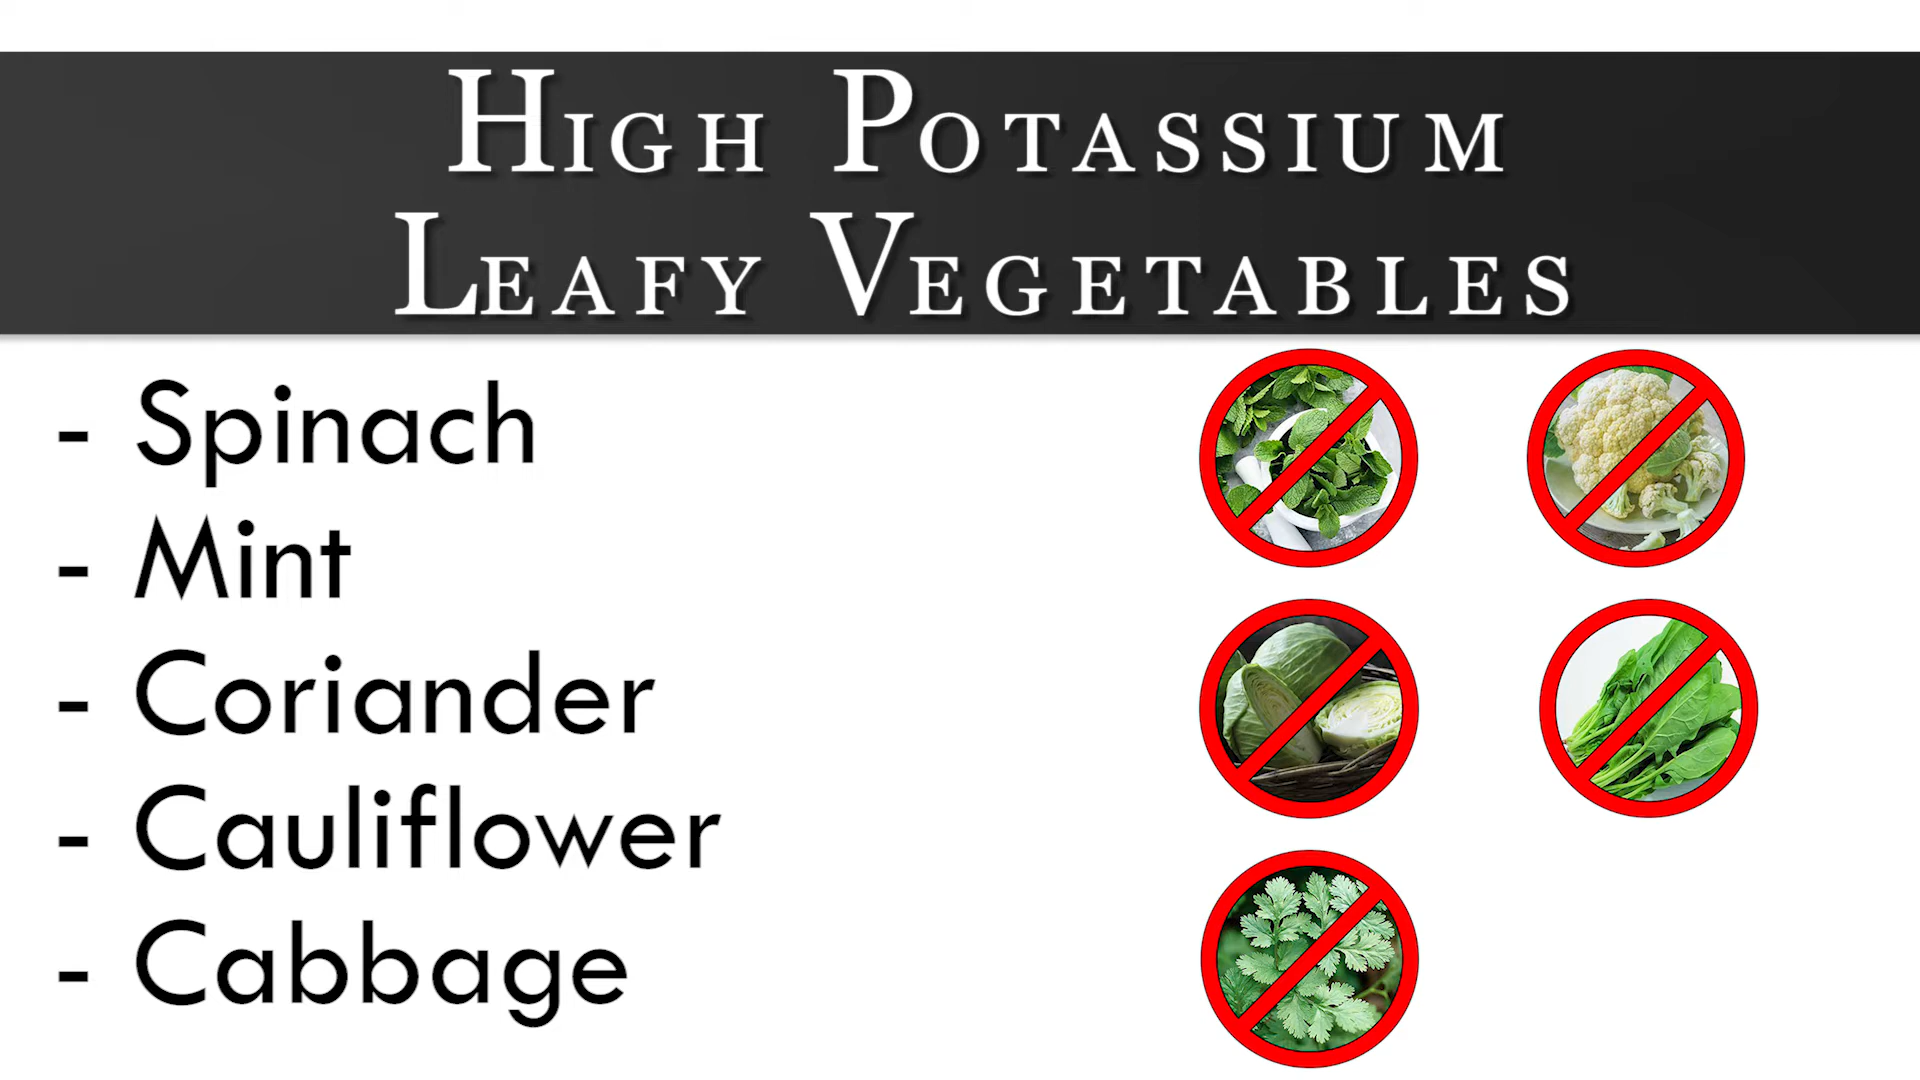 High Potassium
Leafy Vegetables
- Spinach
- Mint
- Coriander
- Cauliflower
- Cabbage